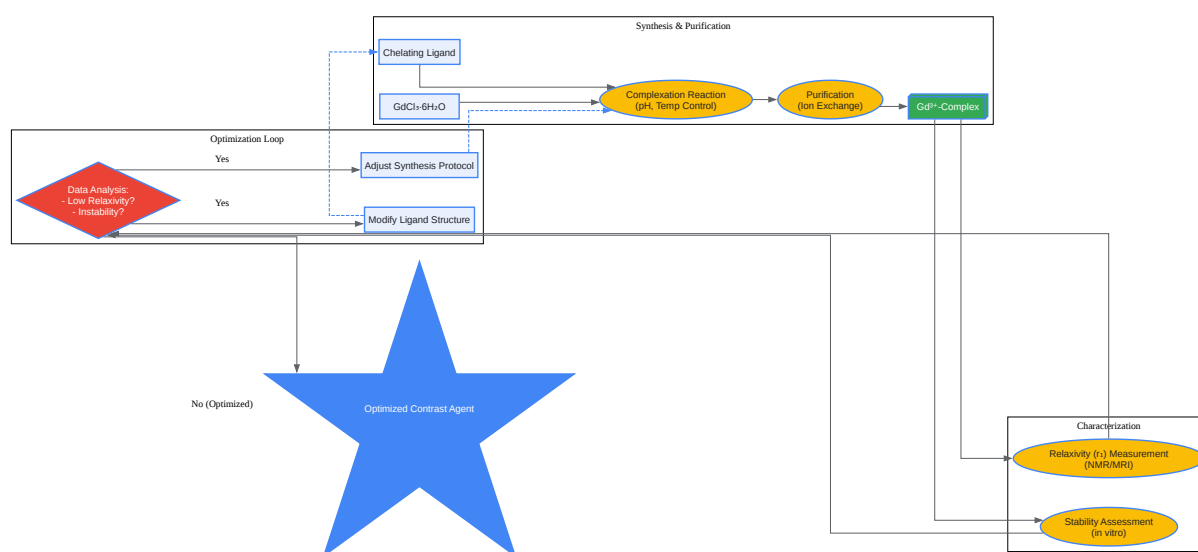 Synthesis & Purification
Chelating Ligand
GdCl₃·6H₂O
Complexation Reaction
(pH, Temp Control)
Purification
(Ion Exchange)
Gd³⁺-Complex
Optimization Loop
Yes
Adjust Synthesis Protocol
Data Analysis:
- Low Relaxivity?
- Instability?
Yes
Modify Ligand Structure
No (Optimized)
Optimized Contrast Agent
Characterization
Relaxivity (r₁) Measurement
(NMR/MRI)
Stability Assessment
(in vitro)